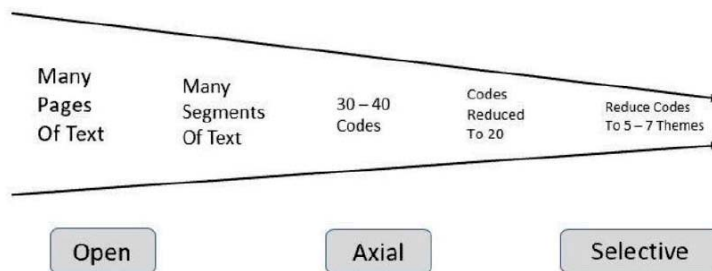 Many
Pages
Of Text
Many
Segments
Of Text
30 – 40
Codes
Codes
Reduced
To 20
Reduce Codes
To 5 – 7 Themes
Open
Axial
Selective